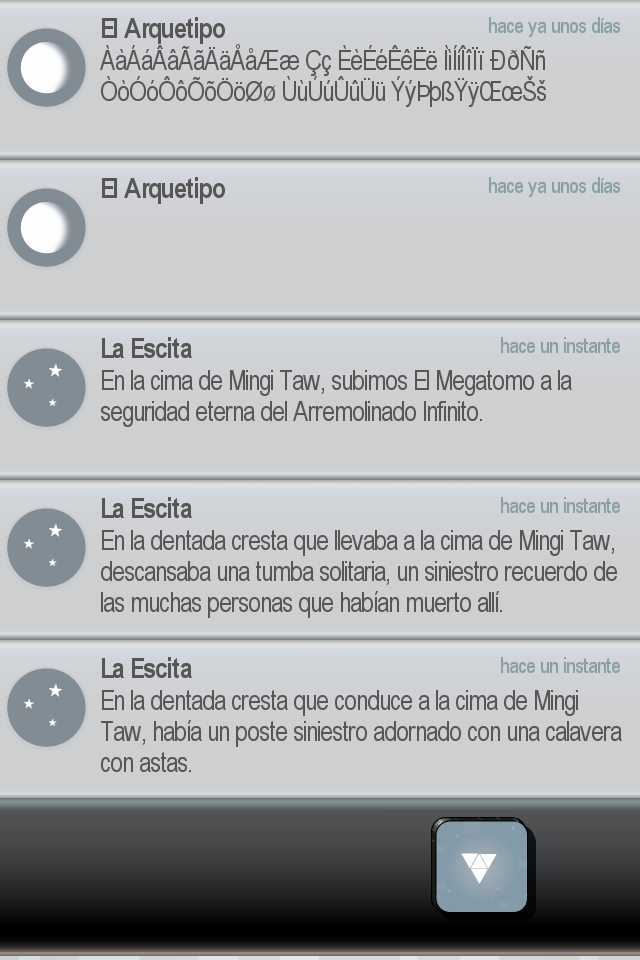 El Arquetipo
hace ya unos días
ÀàÁáÂâÃãÄäÅåÆæ Çç ÈèÉéÊêËë ÌìÍíÎîÏï ÐðÑñ
ÒòÓóÔôÕõÖöØø ÙùÚúÛûÜü ÝýÞþßŸÿŒœŠš
El Arquetipo
hace ya unos días
La Escita
hace un instante
En la cima de Mingi Taw, subimos El Megatomo a la
seguridad eterna del Arremolinado Infinito.
La Escita
hace un instante
En la dentada cresta que llevaba a la cima de Mingi Taw,
descansaba una tumba solitaria, un siniestro recuerdo de
las muchas personas que habían muerto allí.
La Escita
hace un instante
En la dentada cresta que conduce a la cima de Mingi
Taw, había un poste siniestro adornado con una calavera
con astas.